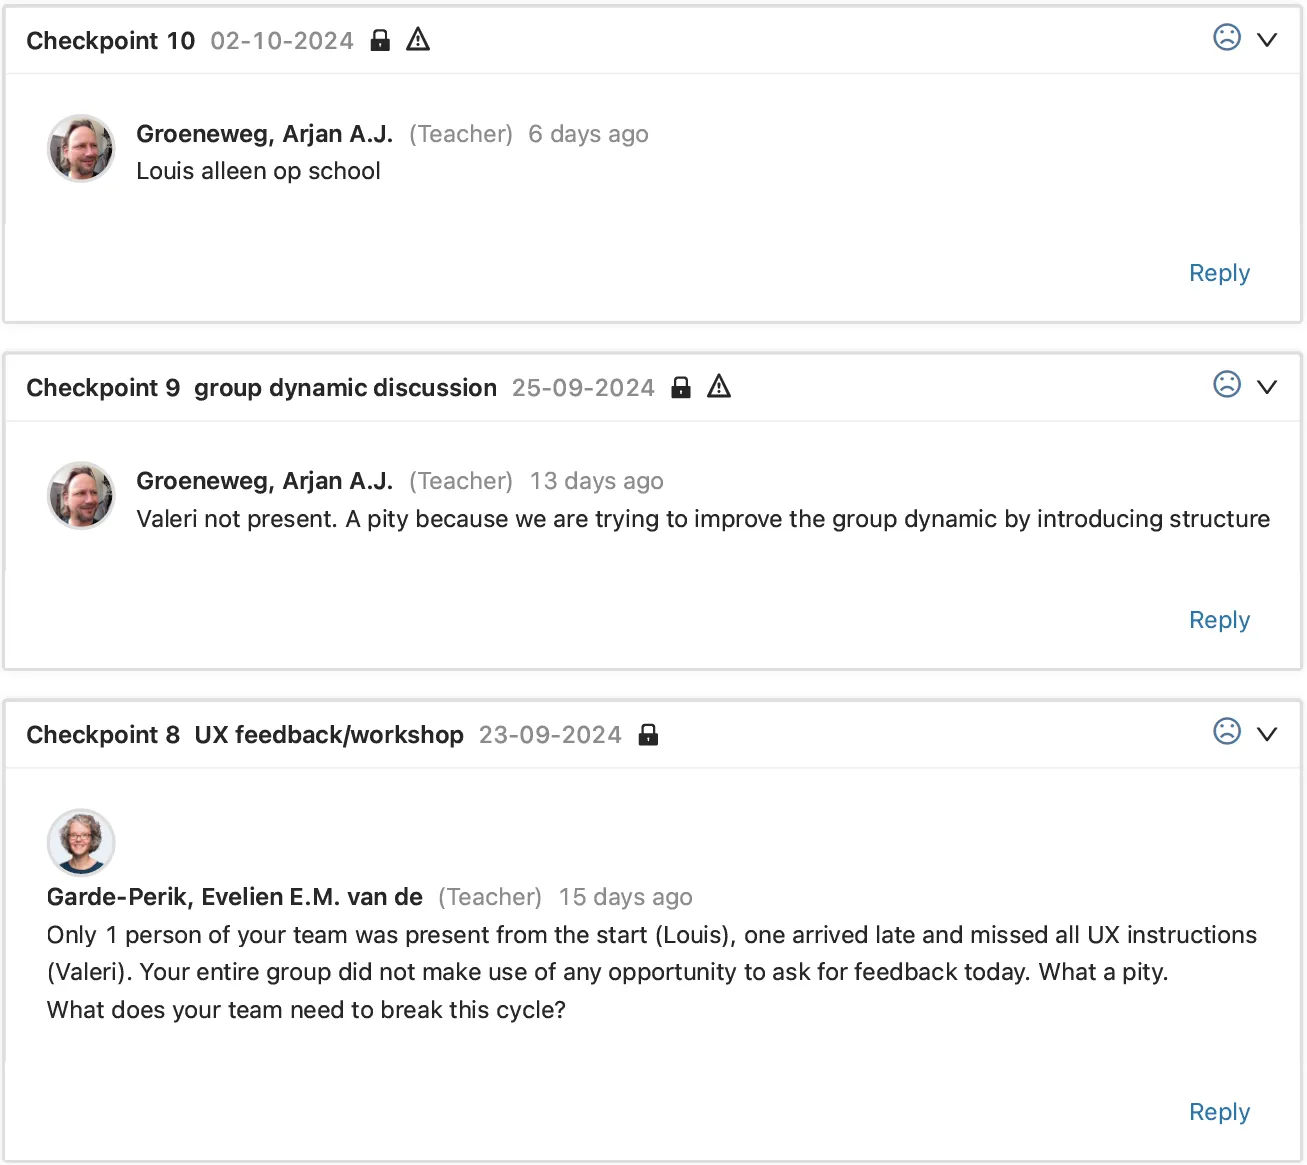 Checkpoint 10 02-10-2024
Groeneweg, Arjan A.J. (Teacher) 6 days ago
Louis alleen op school
Reply
Checkpoint 9 group dynamic discussion 25-09-2024
Groeneweg, Arjan A.J. (Teacher) 13 days ago
Valeri not present. A pity because we are trying to improve the group dynamic by introducing structure
Reply
Checkpoint 8 UX feedback/workshop 23-09-2024
Garde-Perik, Evelien E.M. van de (Teacher) 15 days ago
Only 1 person of your team was present from the start (Louis), one arrived late and missed all UX instructions
(Valeri). Your entire group did not make use of any opportunity to ask for feedback today. What a pity.
What does your team need to break this cycle?
Reply